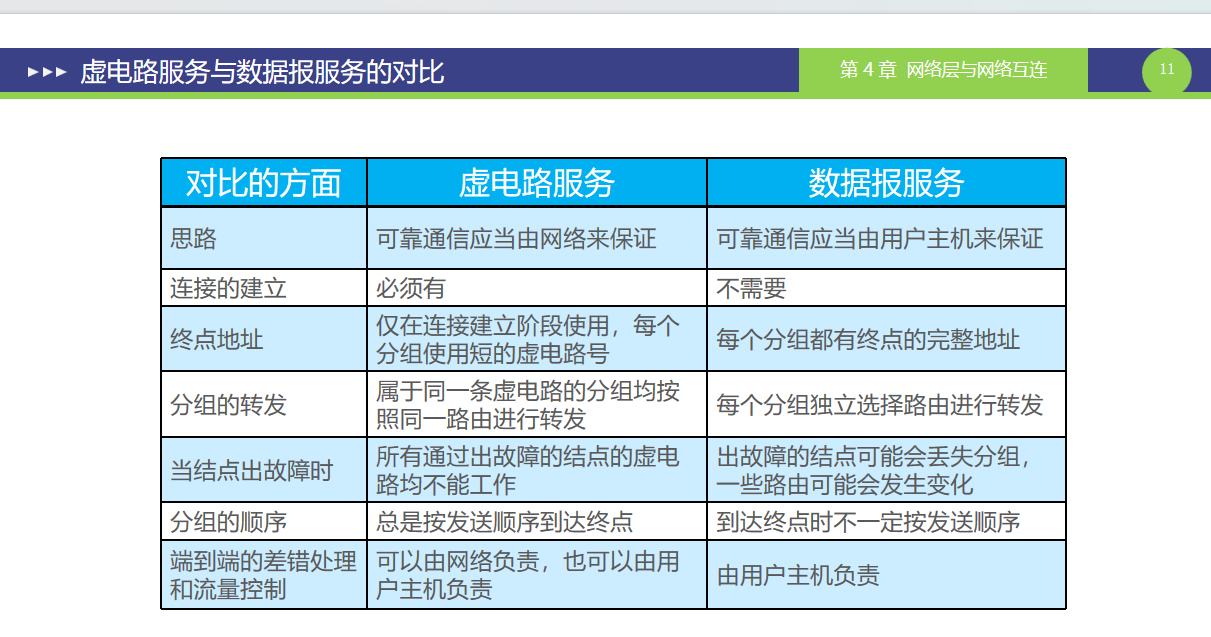 虚电路服务与数据报服务的对比
第 4 章 网络层与网络互连
11
对比的方面
虚电路服务
数据报服务
思路
可靠通信应当由网络来保证
可靠通信应当由用户主机来保证
连接的建立
必须有
不需要
终点地址
仅在连接建立阶段使用，每个
分组使用短的虚电路号
每个分组都有终点的完整地址
分组的转发
属于同一条虚电路的分组均按
照同一路由进行转发
每个分组独立选择路由进行转发
当结点出故障时
所有通过出故障的结点的虚电
路均不能工作
出故障的结点可能会丢失分组，
一些路由可能会发生变化
分组的顺序
总是按发送顺序到达终点
到达终点时不一定按发送顺序
端到端的差错处理
和流量控制
可以由网络负责，也可以由用
户主机负责
由用户主机负责